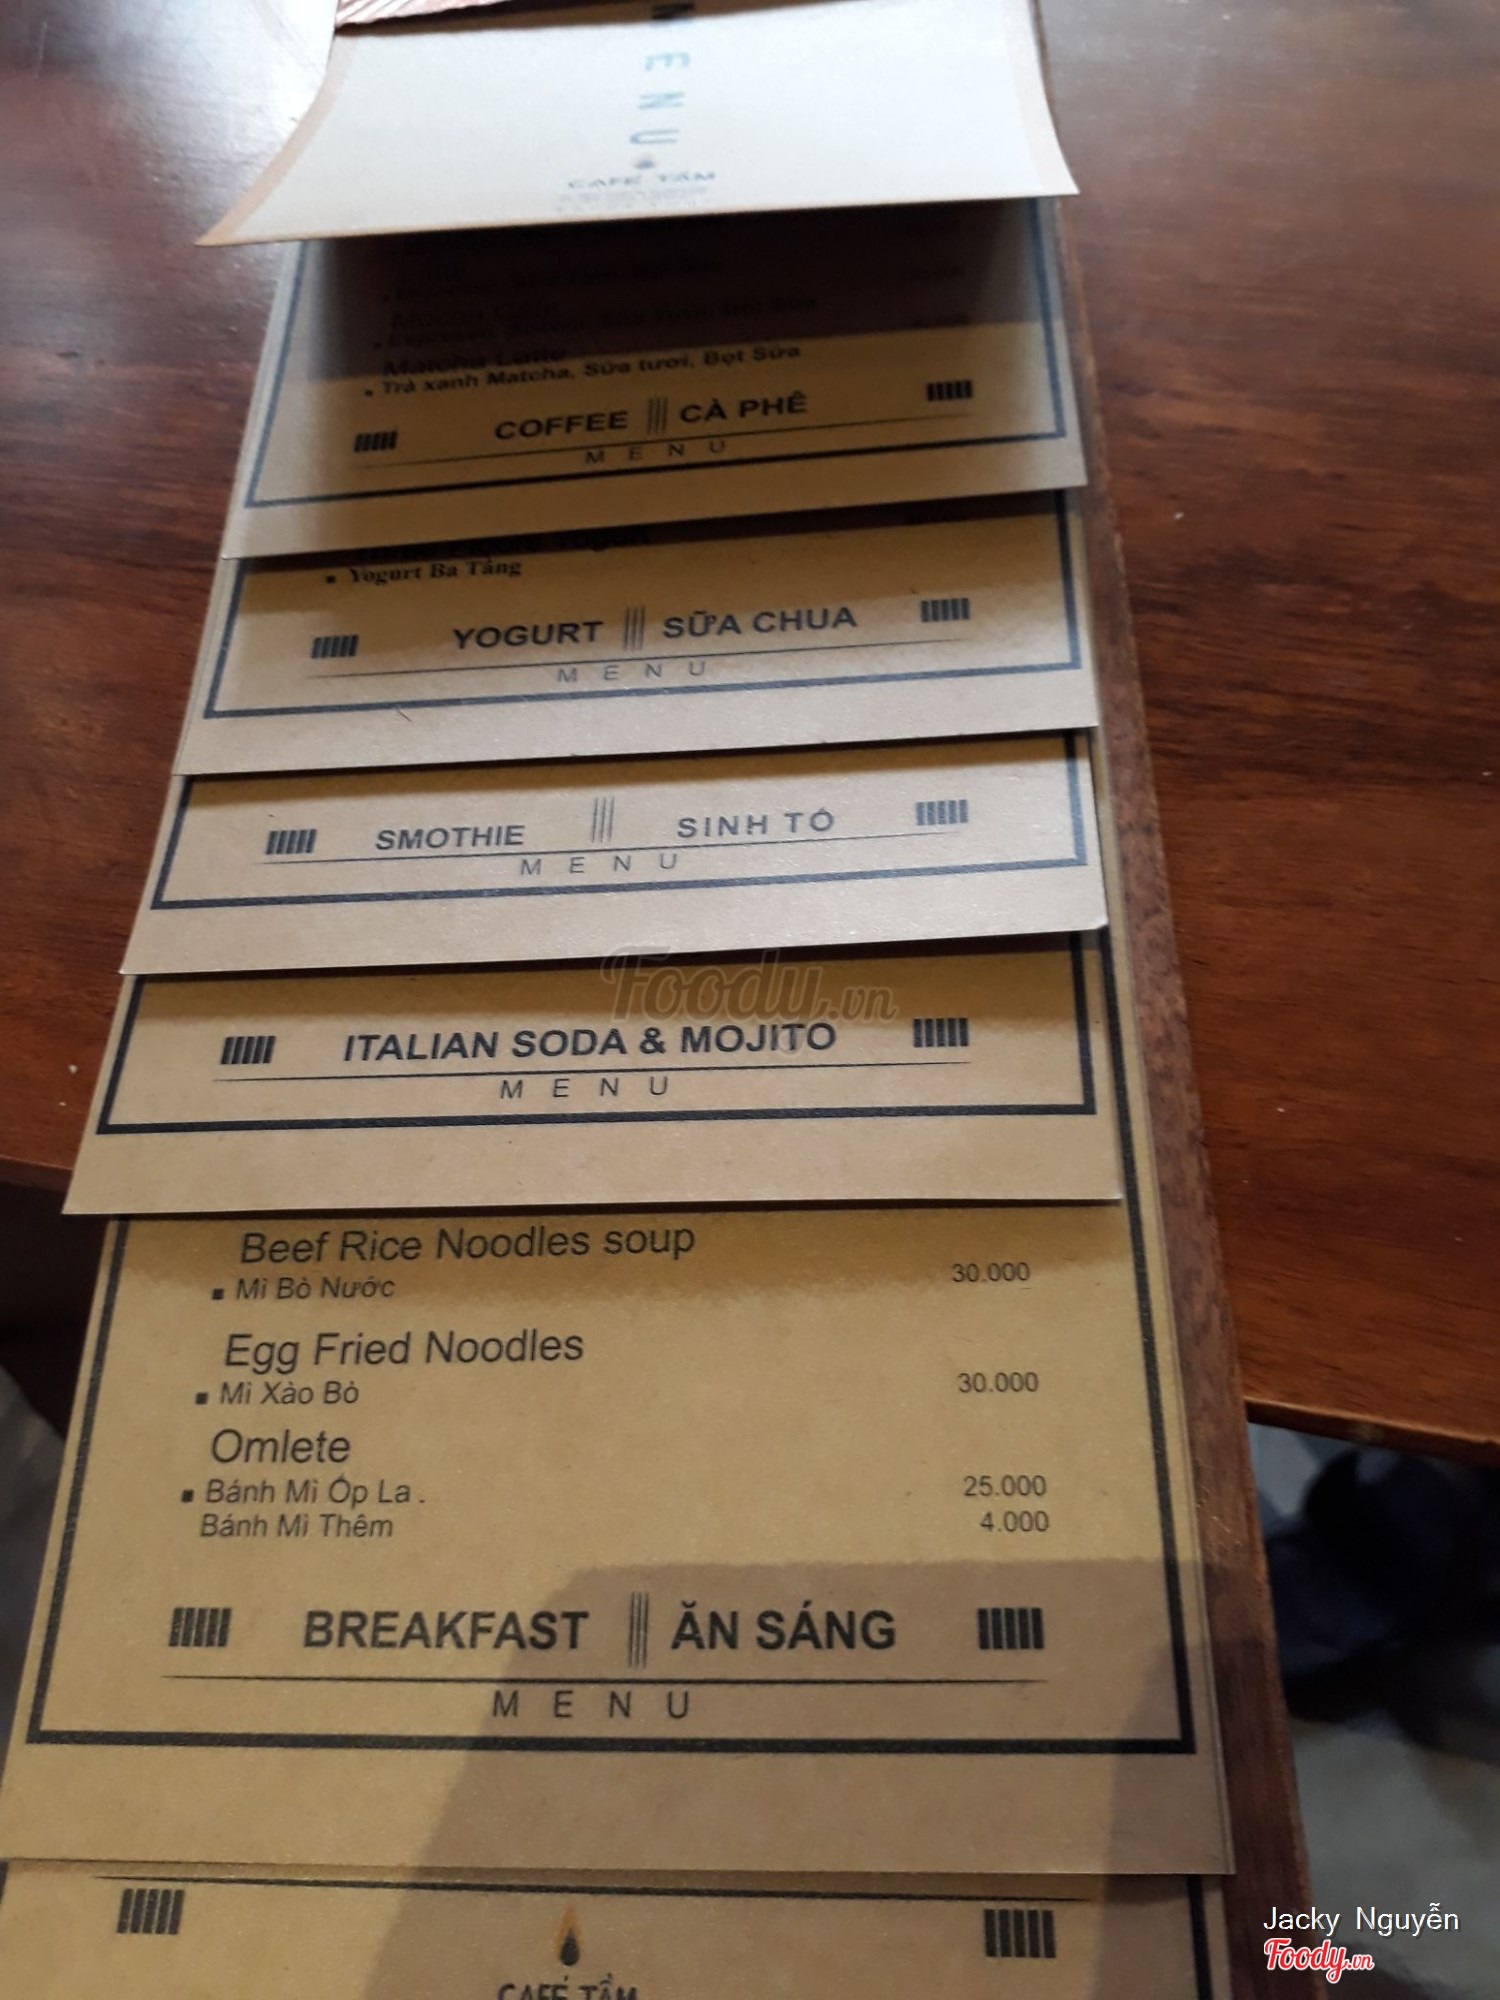 MENU
CAFÉ TẦM
Matcha Latte
Trà xanh Matcha, Sữa tươi, Bọt Sữa
COFFEE CÀ PHÊ
MENU
Yogurt Ba Tầng
YOGURT SỮA CHUA
MENU
SMOTHIE SINH TỐ
MENU
Foody.vn
ITALIAN SODA & MOJITO
MENU
Beef Rice Noodles soup
Mì Bò Nước 30.000
Egg Fried Noodles
Mì Xào Bò 30.000
Omlete
Bánh Mì Ốp La. 25.000
Bánh Mì Thêm 4.000
BREAKFAST ĂN SÁNG
MENU
CAFÉ TẦM
Jacky Nguyễn
Foody.vn